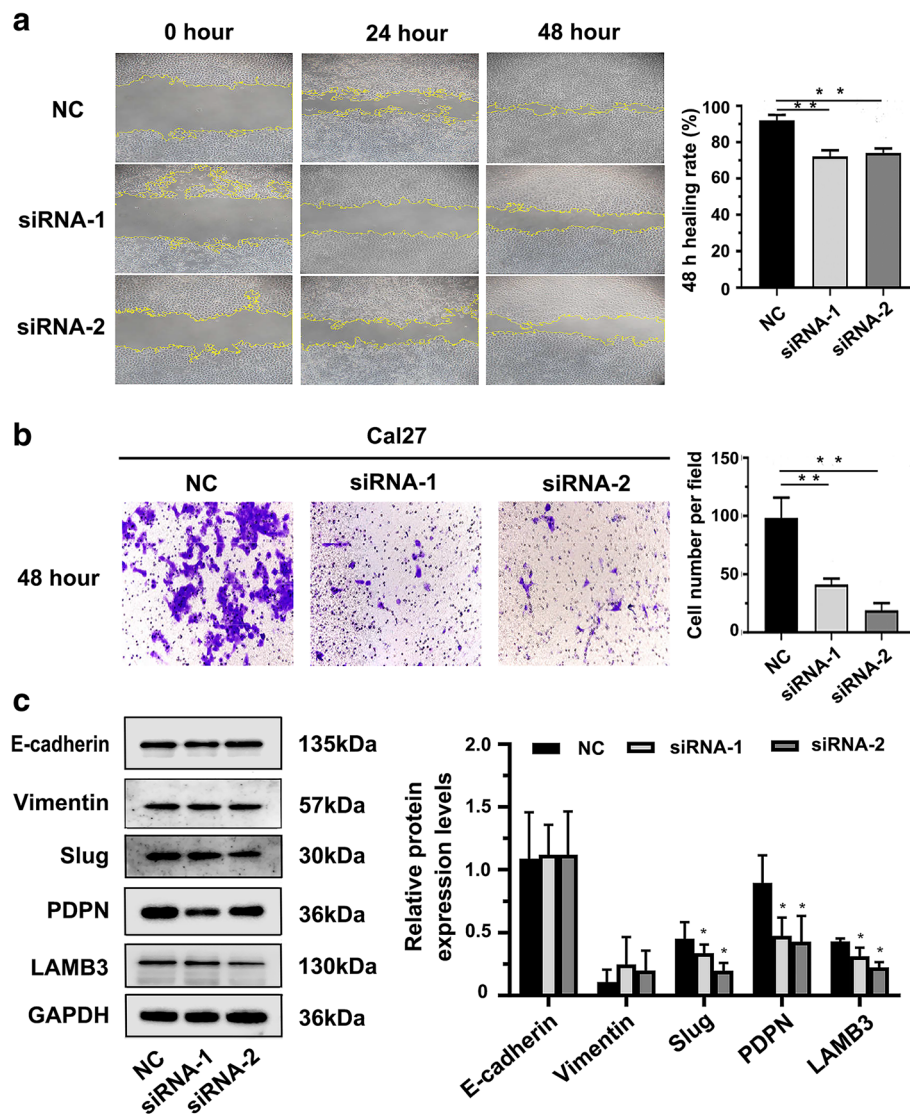 a
0 hour 24 hour 48 hour
NC
siRNA-1
siRNA-2
48 h healing rate (%)
120
100
80
60
40
20
0
* *
* *
NC siRNA-1 siRNA-2
b
Cal27
NC siRNA-1 siRNA-2
48 hour
Cell number per field
150
100
50
0
* *
* *
NC siRNA-1 siRNA-2
c
E-cadherin 135kDa
Vimentin 57kDa
Slug 30kDa
PDPN 36kDa
LAMB3 130kDa
GAPDH 36kDa
NC siRNA-1 siRNA-2
Relative protein
expression levels
2.0
1.5
1.0
0.5
0
NC siRNA-1 siRNA-2
* * * * * *
E-cadherin Vimentin Slug PDPN LAMB3